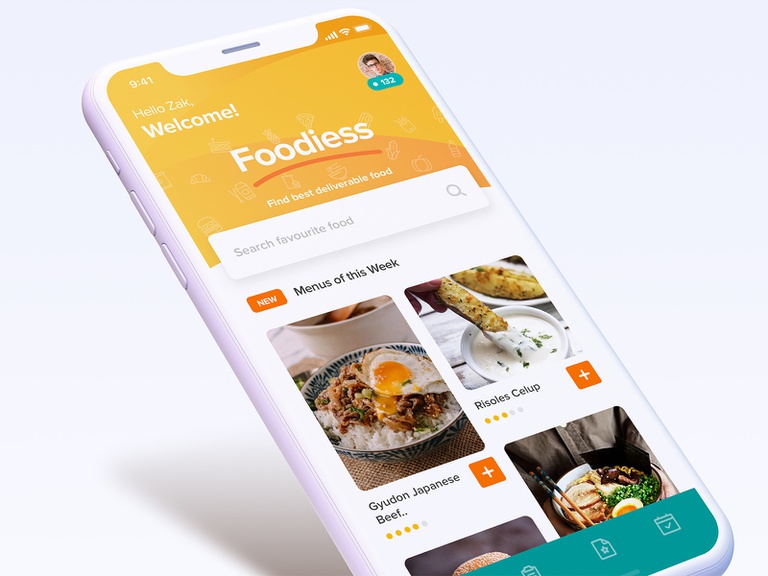 9:41
132
Hello Zak,
Welcome!
Foodiess
Find best deliverable food
Search favourite food
NEW
Menus of this Week
Risoles Celup
Gyudon Japanese
Beef..